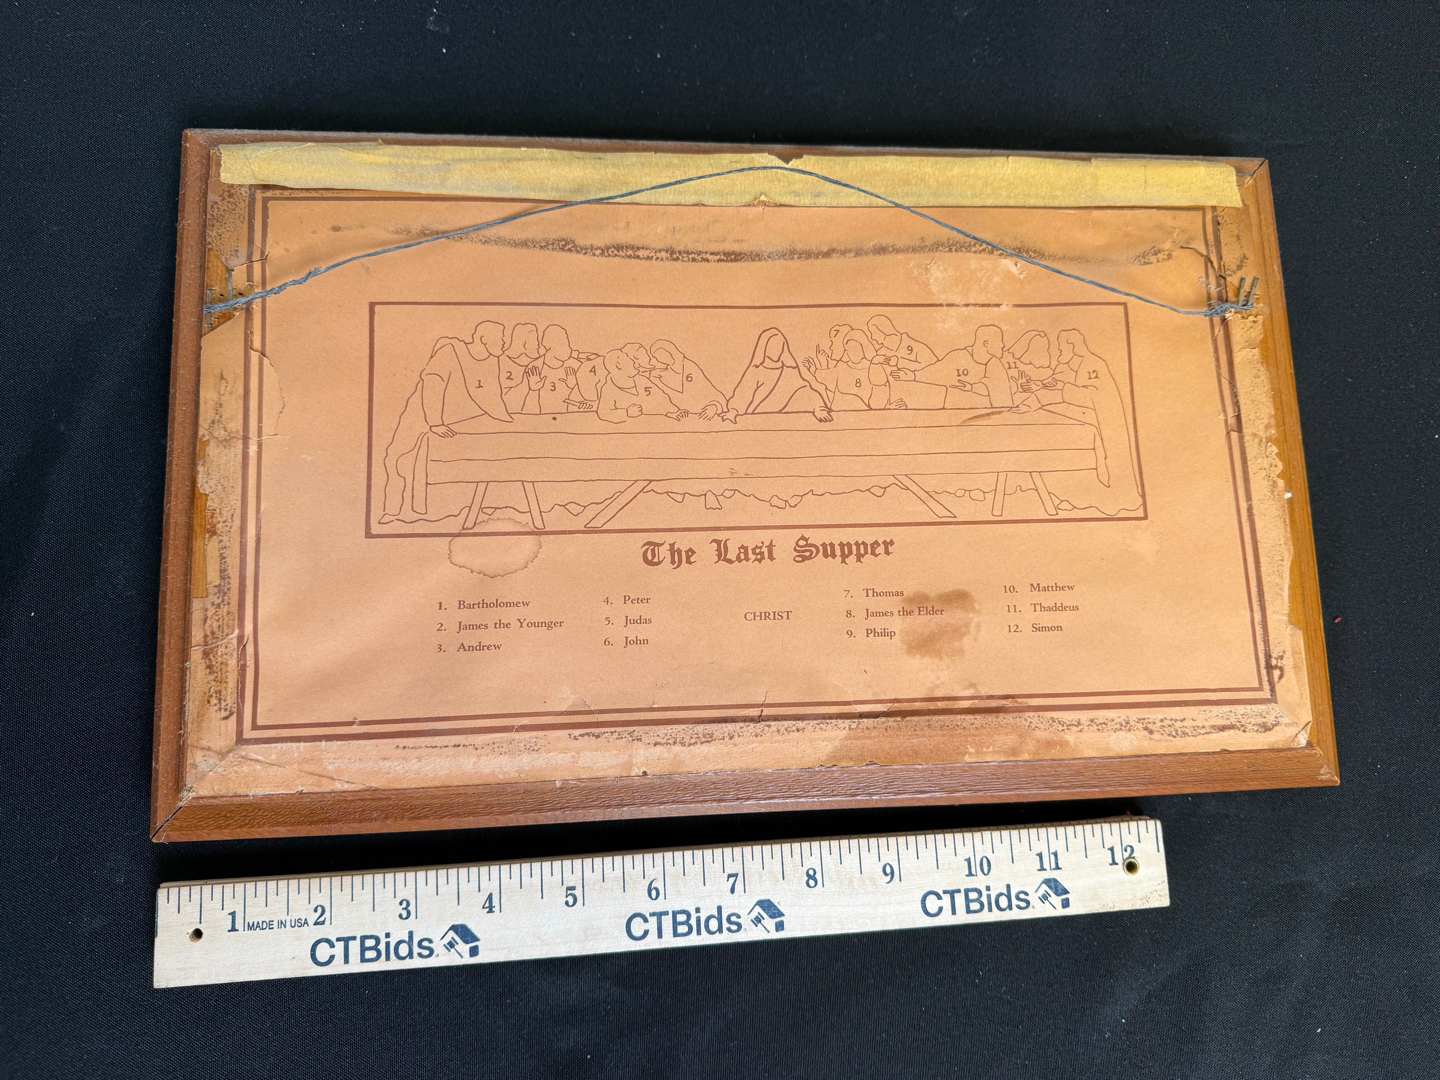 1 2 3 4 5 6 7 8 9 10 11 12
The Last Supper
1. Bartholomew
2. James the Younger
3. Andrew
4. Peter
5. Judas
6. John
CHRIST
7. Thomas
8. James the Elder
9. Philip
10. Matthew
11. Thaddeus
12. Simon
1 MADE IN USA 2 3 4 5 6 7 8 9 10 11 12
CTBids. CTBids. CTBids.